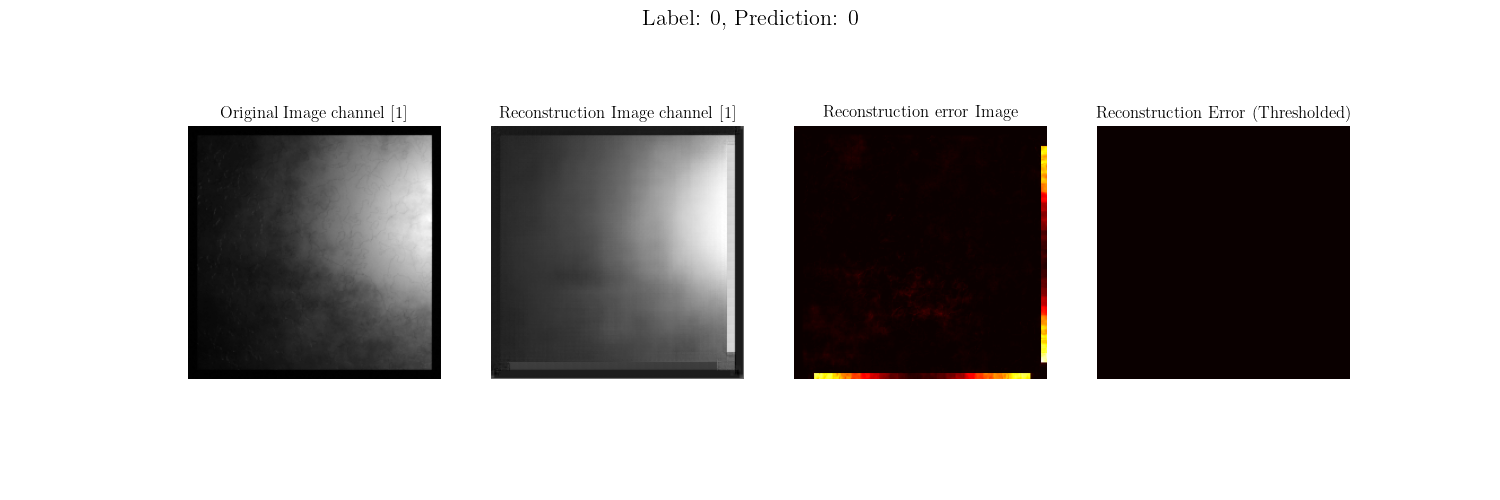 Label: 0, Prediction: 0
Original Image channel [1]
Reconstruction Image channel [1]
Reconstruction error Image
Reconstruction Error (Thresholded)